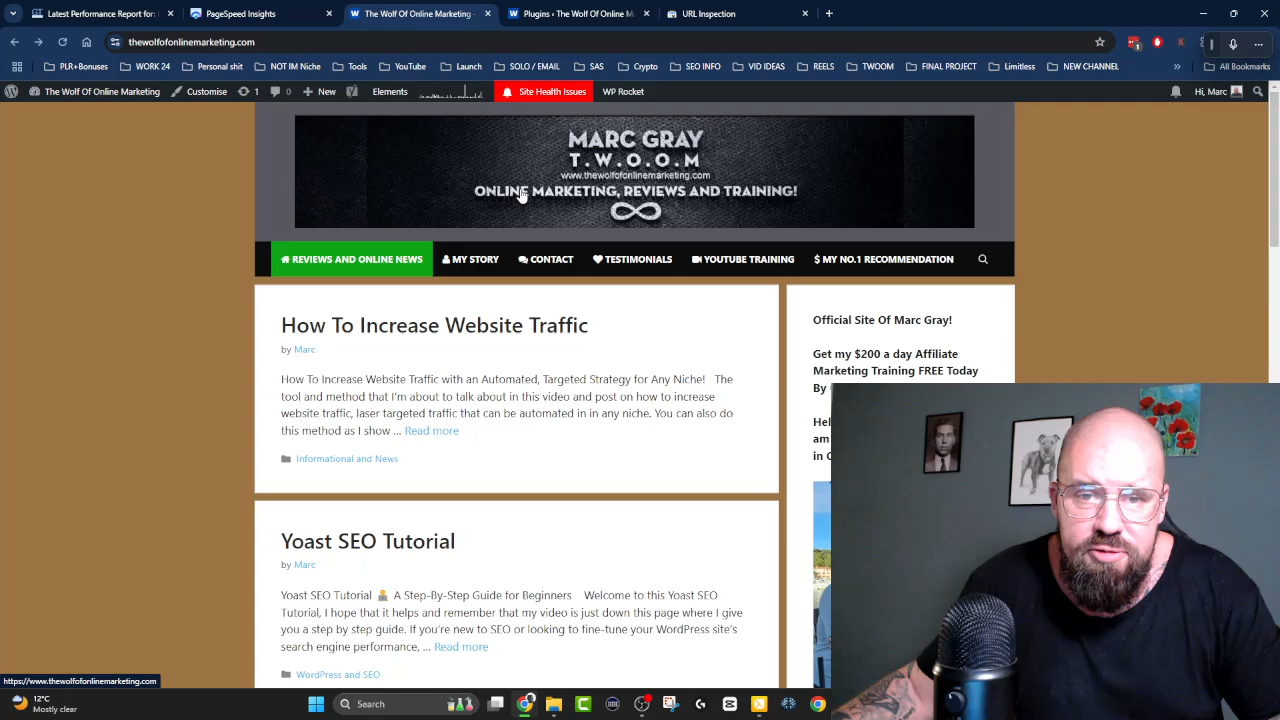 Latest Performance Report for:
PageSpeed Insights
The Wolf Of Online Marketing -
Plugins ‹ The Wolf Of Online M
URL Inspection
thewolfofonlinemarketing.com
PLR+Bonuses
WORK 24
Personal shit
NOT IM Niche
Tools
YouTube
Launch
SOLO / EMAIL
SAS
Crypto
SEO INFO
VID IDEAS
REELS
TWOOM
FINAL PROJECT
Limitless
NEW CHANNEL
»
All Bookmarks
The Wolf Of Online Marketing
Customise
1
0
+ New
Elements
Site Health Issues
WP Rocket
Hi, Marc
MARC GRAY
T.W.O.O.M
www.thewolfofonlinemarketing.com
ONLINE MARKETING, REVIEWS AND TRAINING!
REVIEWS AND ONLINE NEWS
MY STORY
CONTACT
TESTIMONIALS
YOUTUBE TRAINING
$ MY NO.1 RECOMMENDATION
How To Increase Website Traffic
by Marc
How To Increase Website Traffic with an Automated, Targeted Strategy for Any Niche! The
tool and method that I'm about to talk about in this video and post on how to increase
website traffic, laser targeted traffic that can be automated in in any niche. You can also do
this method as I show ... Read more
Informational and News
Yoast SEO Tutorial
by Marc
Yoast SEO Tutorial A Step-By-Step Guide for Beginners Welcome to this Yoast SEO
Tutorial, I hope that it helps and remember that my video is just down this page where I give
you a step by step guide. If you're new to SEO or looking to fine-tune your WordPress site's
search engine performance, ... Read more
WordPress and SEO
Official Site Of Marc Gray!
Get my $200 a day Affiliate
Marketing Training FREE Today
By
Hel
am
in
https://www.thewolfofonlinemarketing.com
12°C
Mostly clear
Search